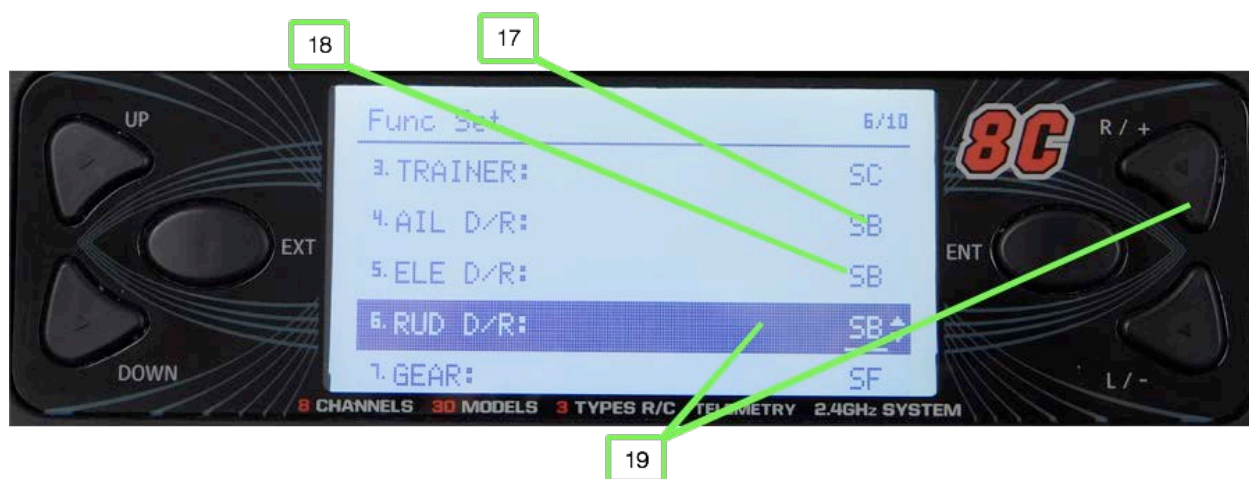 18
17
UP
Func Set 6/10
8C
R / +
3. TRAINER: SC
4. AIL D/R: SB
EXT
ENT
5. ELE D/R: SB
6. RUD D/R: SB
DOWN
7. GEAR: SF
L / -
8 CHANNELS 30 MODELS 3 TYPES R/C TELEMETRY 2.4GHz SYSTEM
19